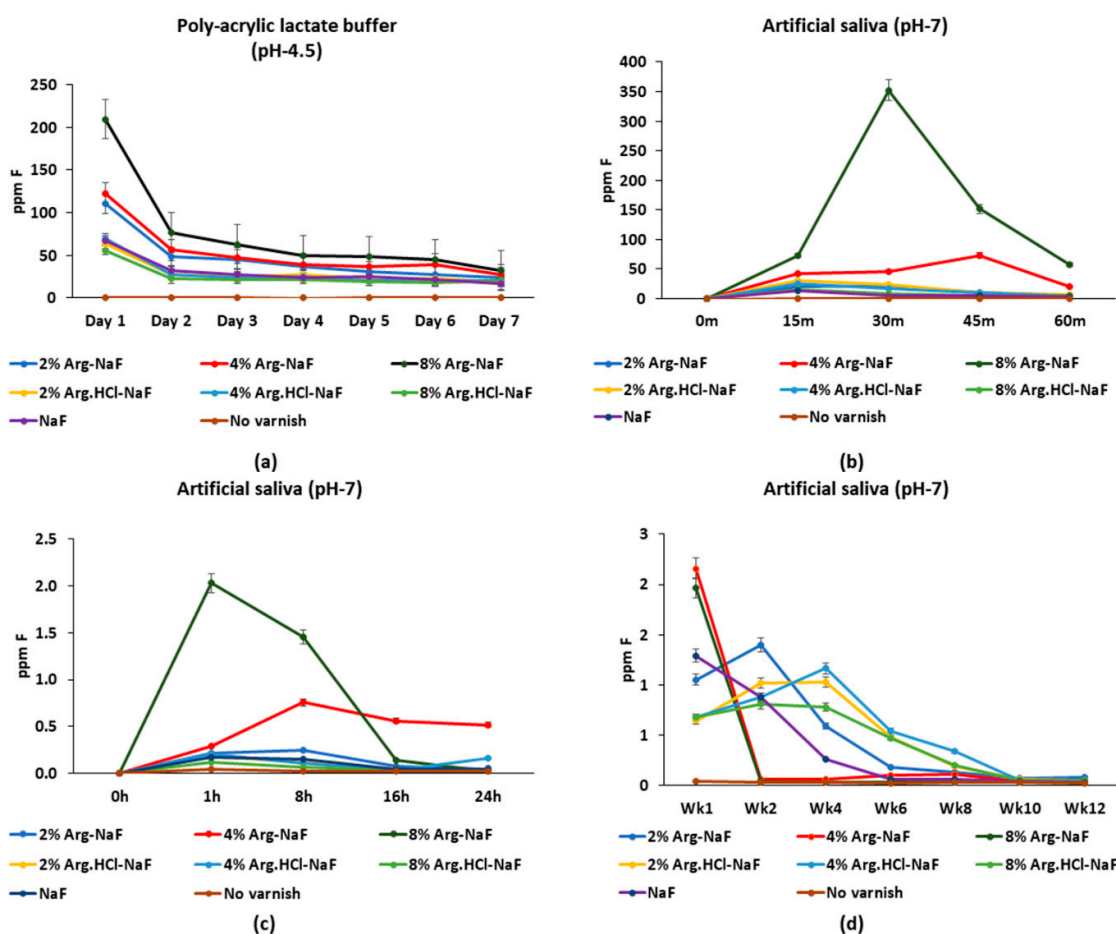 Poly-acrylic lactate buffer
(pH-4.5)
250
200
150
100
50
0
ppm F
Day 1 Day 2 Day 3 Day 4 Day 5 Day 6 Day 7
2% Arg-NaF 4% Arg-NaF 8% Arg-NaF
2% Arg.HCl-NaF 4% Arg.HCl-NaF 8% Arg.HCl-NaF
NaF No varnish
(a)
Artificial saliva (pH-7)
400
350
300
250
200
150
100
50
0
ppm F
0m 15m 30m 45m 60m
2% Arg-NaF 4% Arg-NaF 8% Arg-NaF
2% Arg.HCl-NaF 4% Arg.HCl-NaF 8% Arg.HCl-NaF
NaF No varnish
(b)
Artificial saliva (pH-7)
2.5
2.0
1.5
1.0
0.5
0.0
ppm F
0h 1h 8h 16h 24h
2% Arg-NaF 4% Arg-NaF 8% Arg-NaF
2% Arg.HCl-NaF 4% Arg.HCl-NaF 8% Arg.HCl-NaF
NaF No varnish
(c)
Artificial saliva (pH-7)
3
2
2
1
1
0
ppm F
Wk1 Wk2 Wk4 Wk6 Wk8 Wk10 Wk12
2% Arg-NaF 4% Arg-NaF 8% Arg-NaF
2% Arg.HCl-NaF 4% Arg.HCl-NaF 8% Arg.HCl-NaF
NaF No varnish
(d)